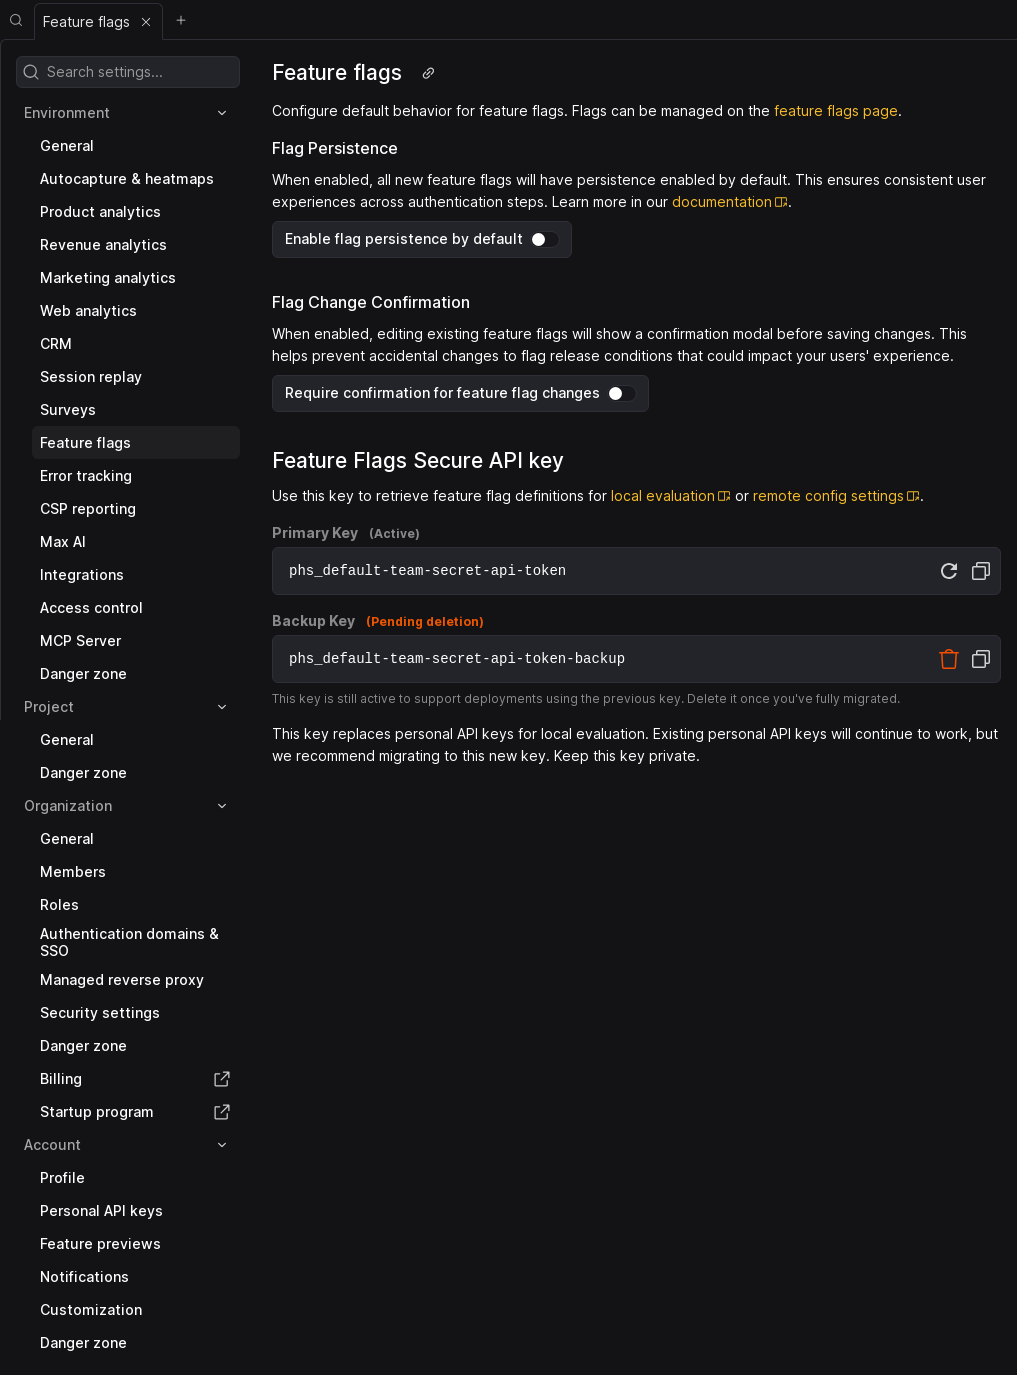 Feature flags
Search settings...
Environment
General
Autocapture & heatmaps
Product analytics
Revenue analytics
Marketing analytics
Web analytics
CRM
Session replay
Surveys
Feature flags
Error tracking
CSP reporting
Max AI
Integrations
Access control
MCP Server
Danger zone
Project
General
Danger zone
Organization
General
Members
Roles
Authentication domains &
SSO
Managed reverse proxy
Security settings
Danger zone
Billing
Startup program
Account
Profile
Personal API keys
Feature previews
Notifications
Customization
Danger zone
Feature flags
Configure default behavior for feature flags. Flags can be managed on the feature flags page.
Flag Persistence
When enabled, all new feature flags will have persistence enabled by default. This ensures consistent user
experiences across authentication steps. Learn more in our documentation.
Enable flag persistence by default
Flag Change Confirmation
When enabled, editing existing feature flags will show a confirmation modal before saving changes. This
helps prevent accidental changes to flag release conditions that could impact your users' experience.
Require confirmation for feature flag changes
Feature Flags Secure API key
Use this key to retrieve feature flag definitions for local evaluation or remote config settings.
Primary Key (Active)
phs_default-team-secret-api-token
Backup Key (Pending deletion)
phs_default-team-secret-api-token-backup
This key is still active to support deployments using the previous key. Delete it once you've fully migrated.
This key replaces personal API keys for local evaluation. Existing personal API keys will continue to work, but
we recommend migrating to this new key. Keep this key private.